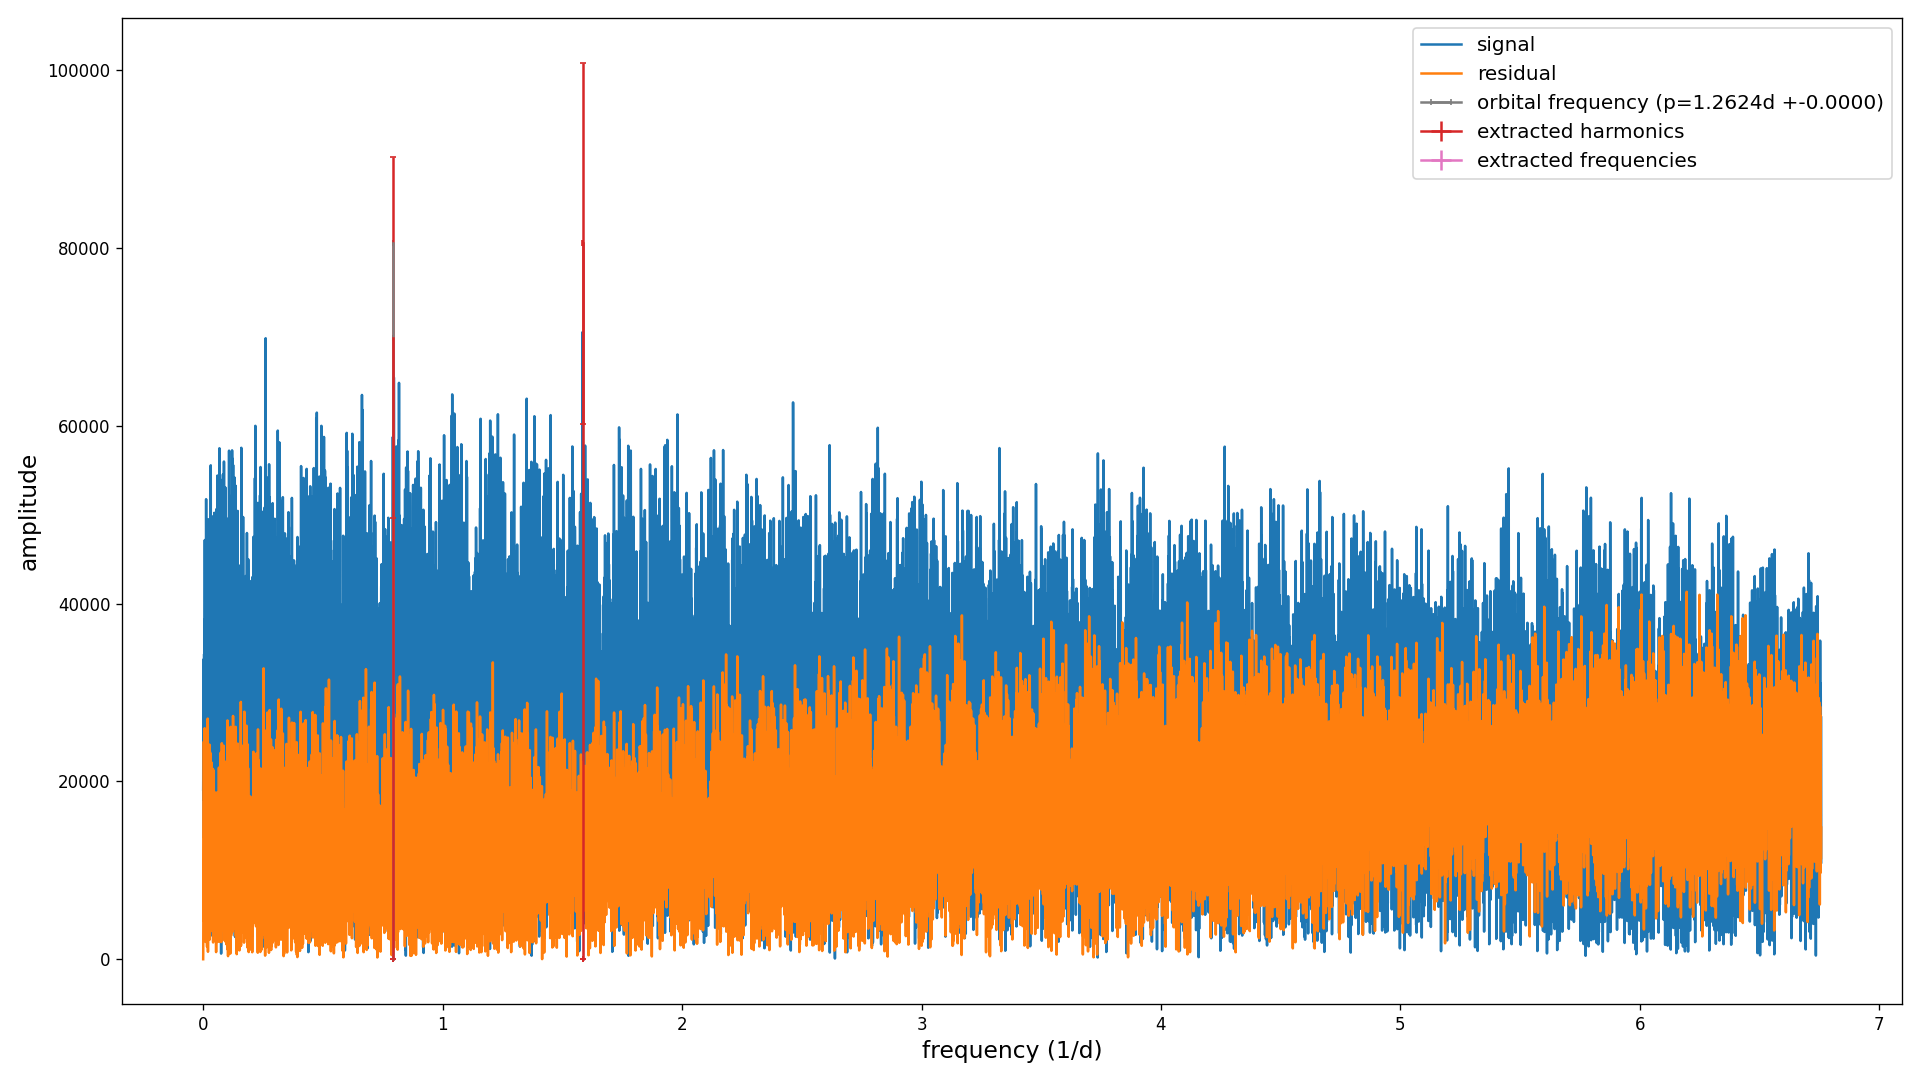 signal
residual
orbital frequency (p=1.2624d +-0.0000)
extracted harmonics
extracted frequencies
100000
80000
60000
40000
20000
0
amplitude
0 1 2 3 4 5 6 7
frequency (1/d)